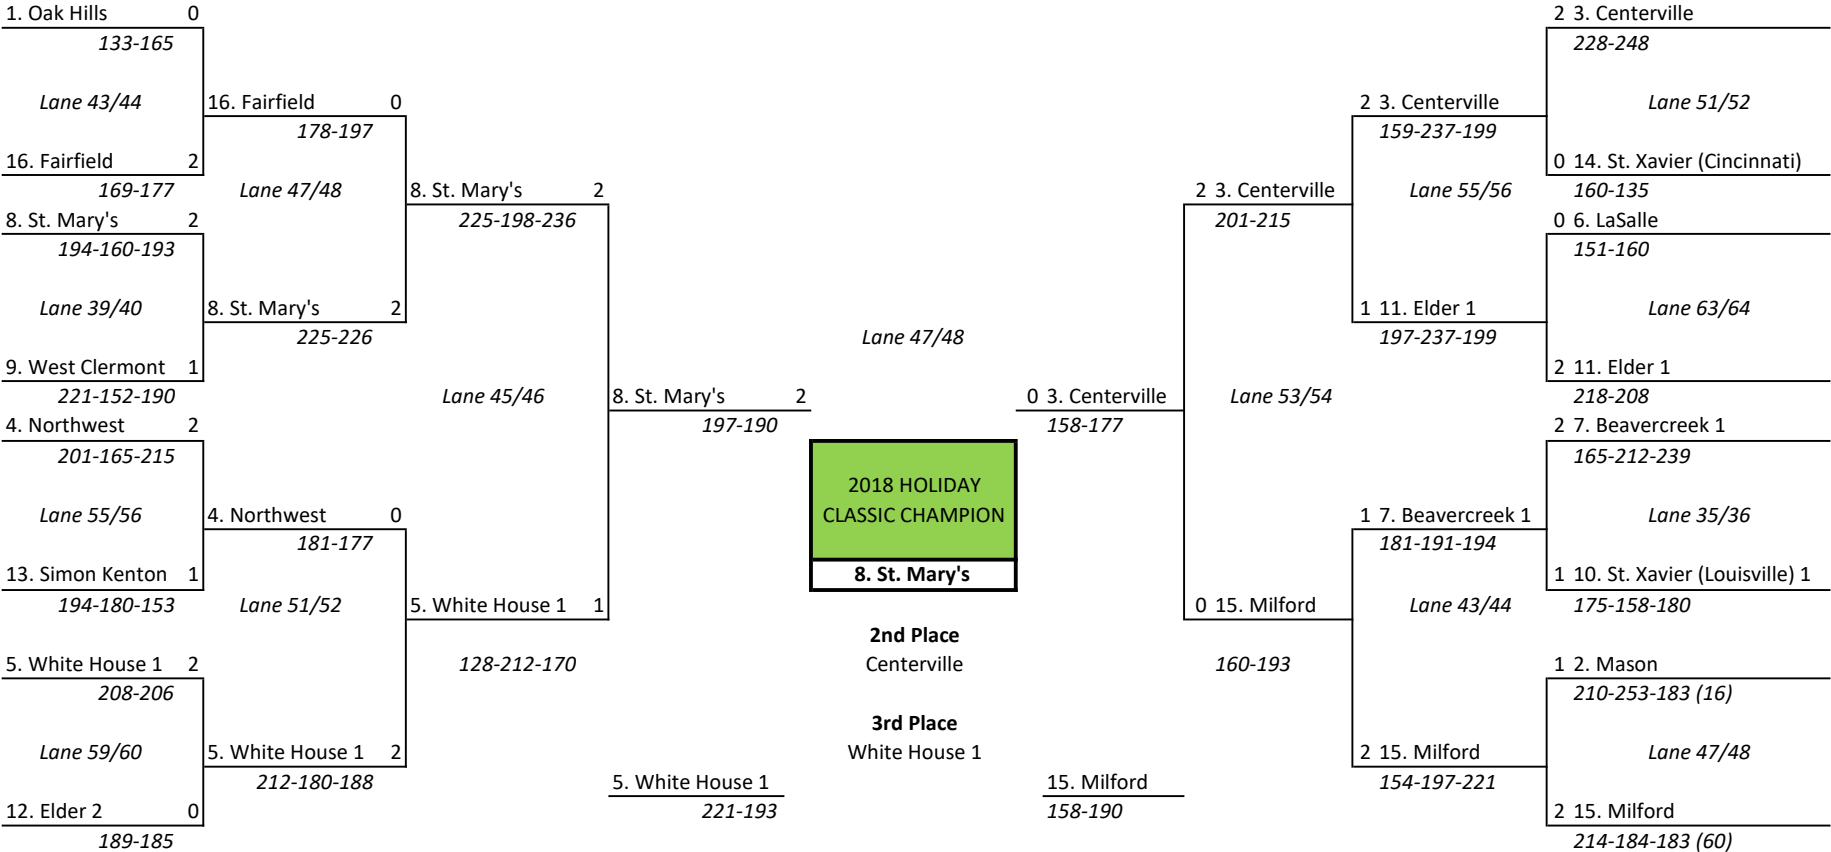 1. Oak Hills 0
133-165
Lane 43/44
16. Fairfield 2
169-177
8. St. Mary's 2
194-160-193
Lane 39/40
9. West Clermont 1
221-152-190
4. Northwest 2
201-165-215
Lane 55/56
13. Simon Kenton 1
194-180-153
5. White House 1 2
208-206
Lane 59/60
12. Elder 2 0
189-185
16. Fairfield 0
178-197
Lane 47/48
8. St. Mary's 2
225-226
4. Northwest 0
181-177
Lane 51/52
5. White House 1 2
212-180-188
8. St. Mary's 2
225-198-236
Lane 45/46
5. White House 1 1
128-212-170
8. St. Mary's 2
197-190
5. White House 1
221-193
Lane 47/48
2018 HOLIDAY
CLASSIC CHAMPION
8. St. Mary's
2nd Place
Centerville
3rd Place
White House 1
0 3. Centerville
158-177
15. Milford
158-190
2 3. Centerville
201-215
Lane 53/54
0 15. Milford
160-193
2 3. Centerville
159-237-199
Lane 55/56
1 11. Elder 1
197-237-199
1 7. Beavercreek 1
181-191-194
Lane 43/44
2 15. Milford
154-197-221
2 3. Centerville
228-248
Lane 51/52
0 14. St. Xavier (Cincinnati)
160-135
0 6. LaSalle
151-160
Lane 63/64
2 11. Elder 1
218-208
2 7. Beavercreek 1
165-212-239
Lane 35/36
1 10. St. Xavier (Louisville) 1
175-158-180
1 2. Mason
210-253-183 (16)
Lane 47/48
2 15. Milford
214-184-183 (60)